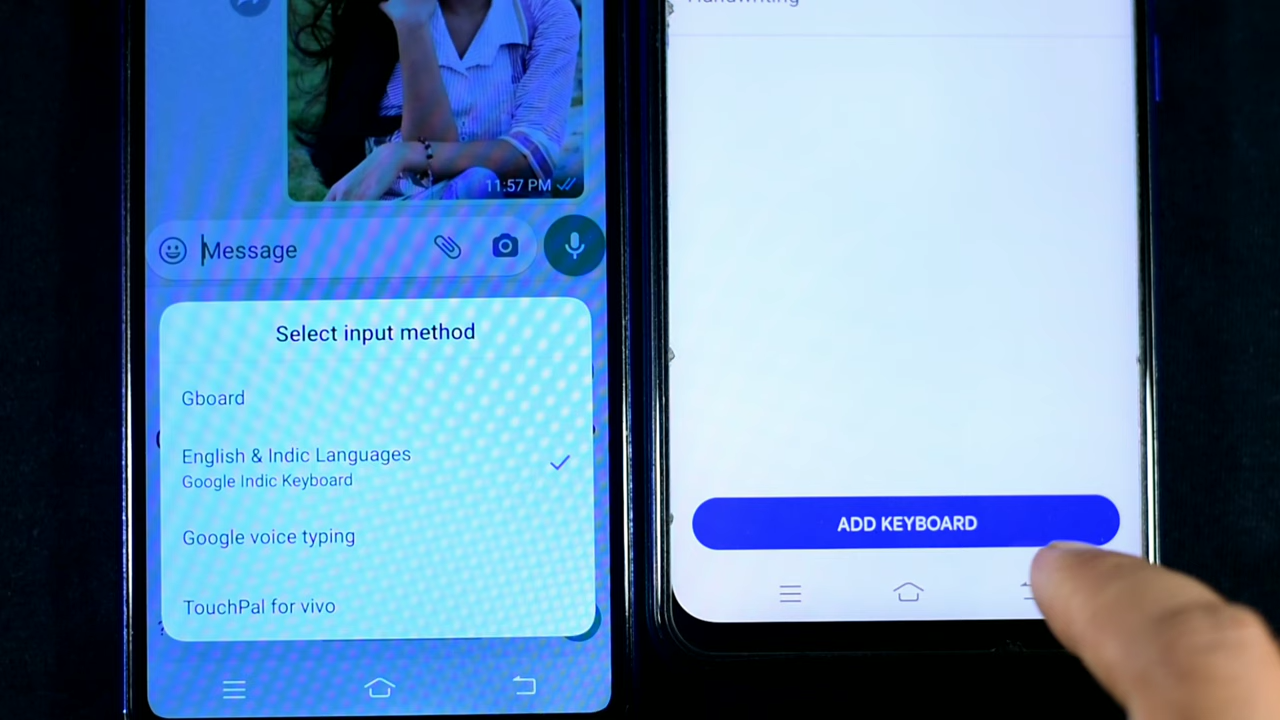 11:57 PM
Message
Select input method
Gboard
English & Indic Languages
Google Indic Keyboard
Google voice typing
TouchPal for vivo
Handwriting
ADD KEYBOARD